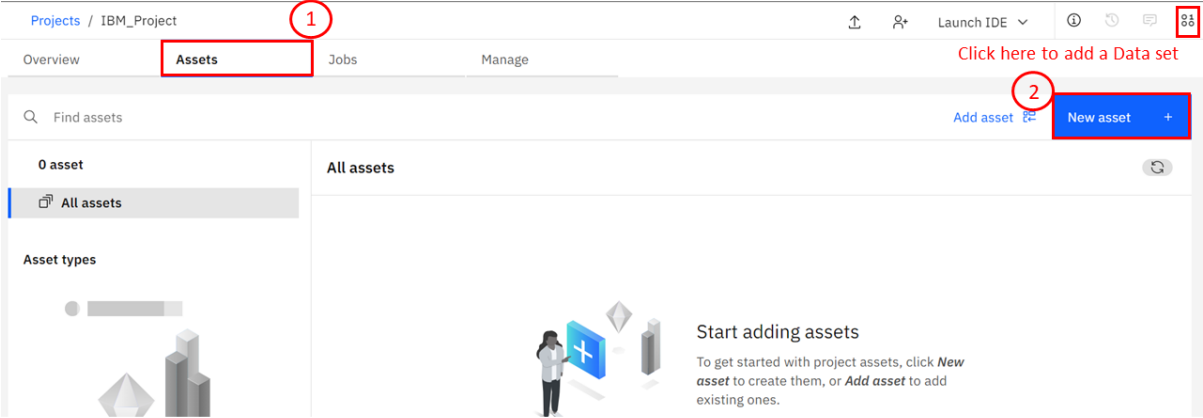 Projects / IBM_Project
1
Launch IDE
Overview
Assets
Jobs
Manage
Click here to add a Data set
2
Find assets
Add asset
New asset +
0 asset
All assets
All assets
Asset types
Start adding assets
To get started with project assets, click New
asset to create them, or Add asset to add
existing ones.